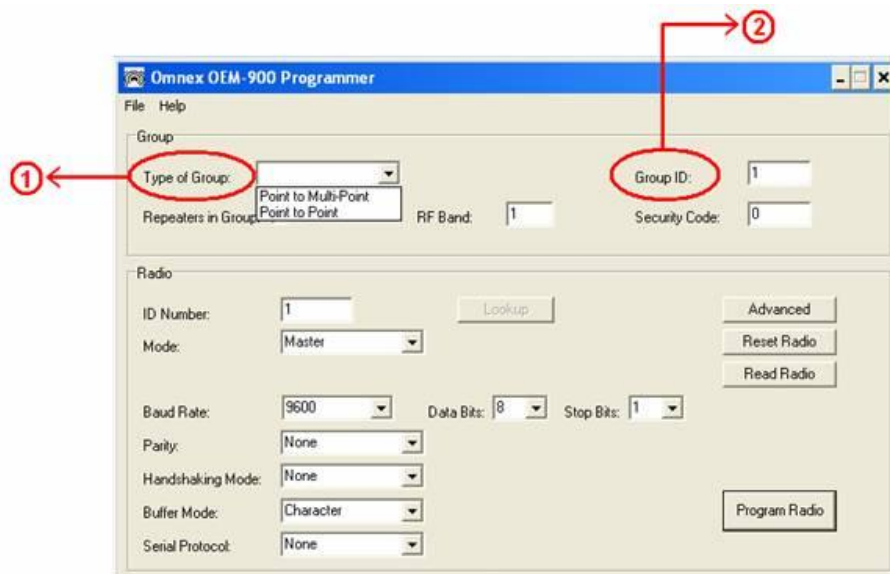 2
Omnex OEM-900 Programmer
File Help
Group
1
Type of Group:
Group ID: 1
Point to Multi-Point
Point to Point
Repeaters in Group
RF Band: 1
Security Code: 0
Radio
ID Number: 1
Lookup
Advanced
Mode: Master
Reset Radio
Read Radio
Baud Rate: 9600
Data Bits: 8
Stop Bits: 1
Parity: None
Handshaking Mode: None
Buffer Mode: Character
Program Radio
Serial Protocol: None